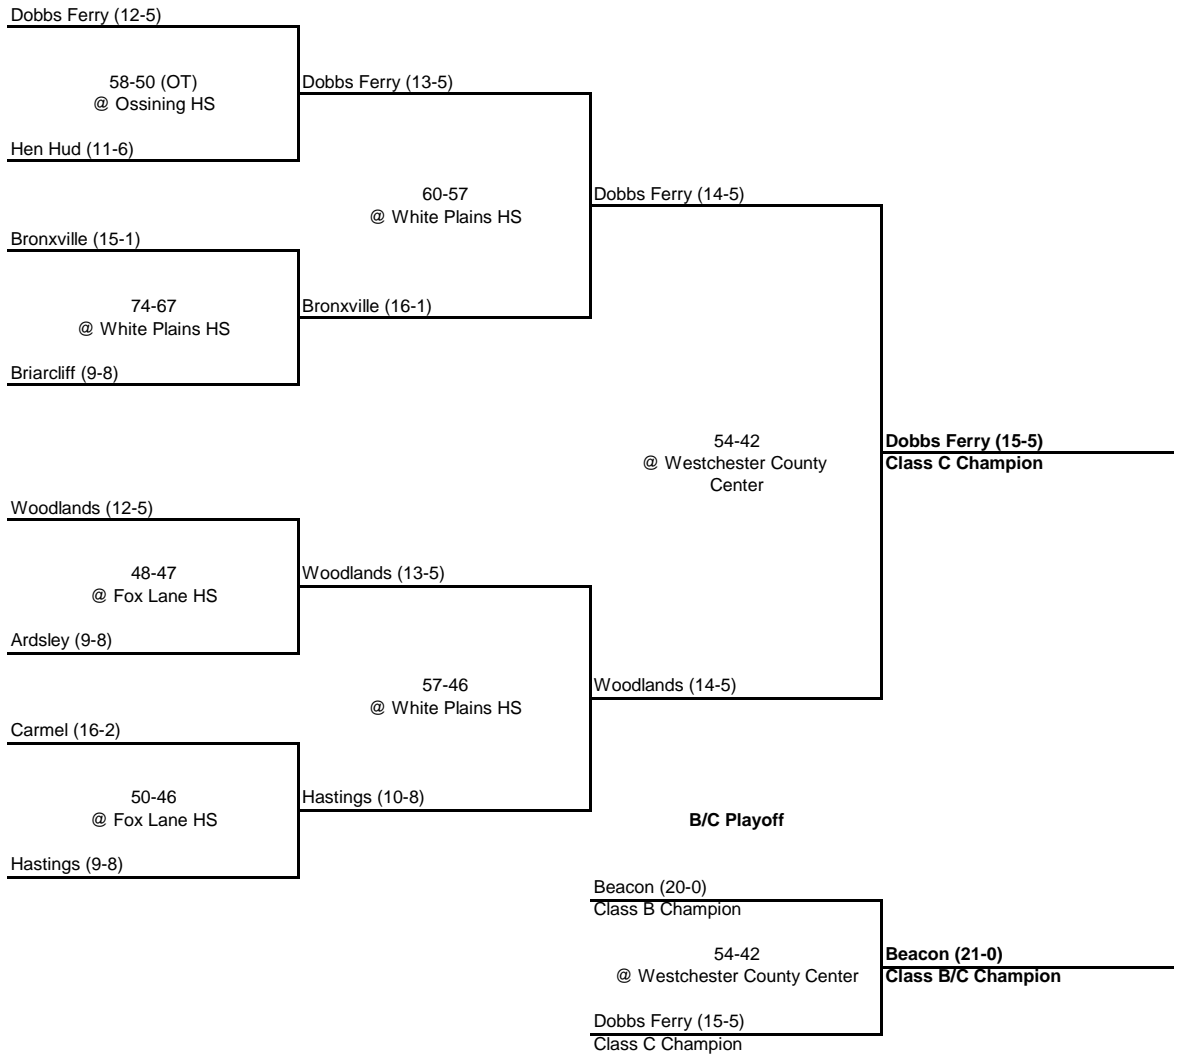 Dobbs Ferry (12-5)
58-50 (OT)
@ Ossining HS
Dobbs Ferry (13-5)
Hen Hud (11-6)
60-57
@ White Plains HS
Dobbs Ferry (14-5)
Bronxville (15-1)
74-67
@ White Plains HS
Bronxville (16-1)
Briarcliff (9-8)
54-42
@ Westchester County
Center
Dobbs Ferry (15-5)
Class C Champion
Woodlands (12-5)
48-47
@ Fox Lane HS
Woodlands (13-5)
Ardsley (9-8)
57-46
@ White Plains HS
Woodlands (14-5)
Carmel (16-2)
50-46
@ Fox Lane HS
Hastings (10-8)
Hastings (9-8)
B/C Playoff
Beacon (20-0)
Class B Champion
54-42
@ Westchester County Center
Beacon (21-0)
Class B/C Champion
Dobbs Ferry (15-5)
Class C Champion